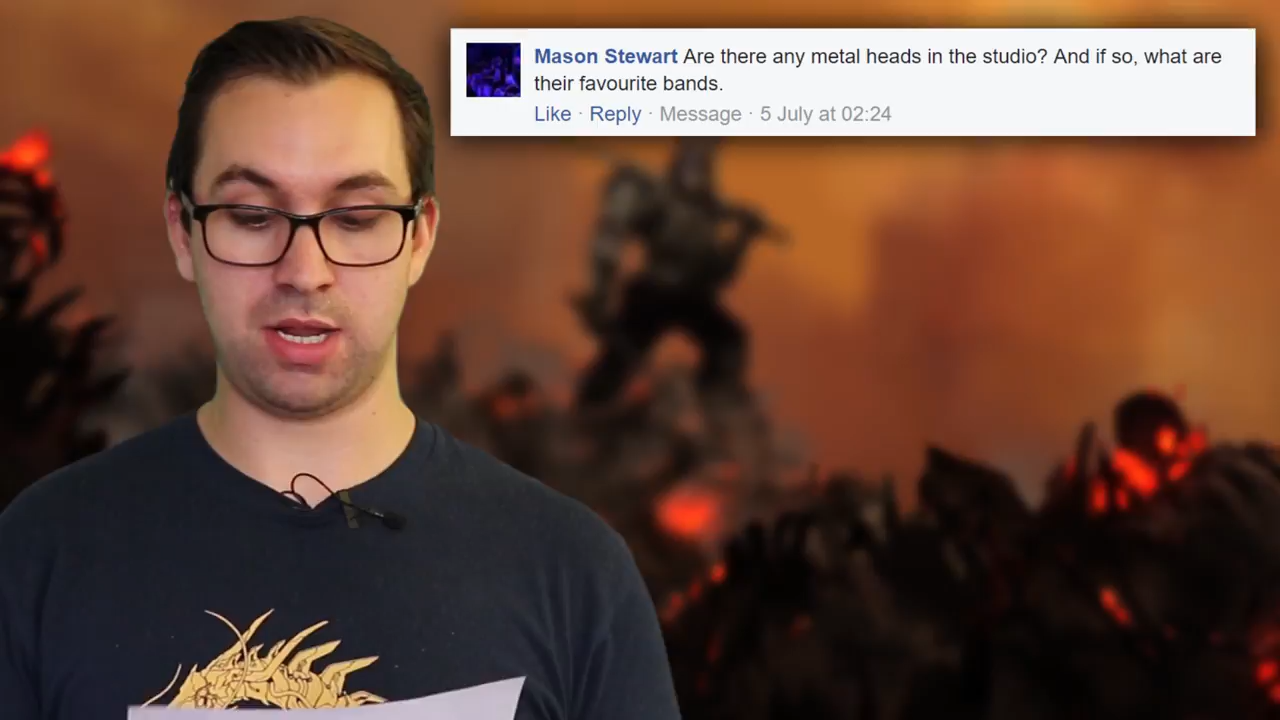 Mason Stewart Are there any metal heads in the studio? And if so, what are
their favourite bands.
Like · Reply · Message · 5 July at 02:24